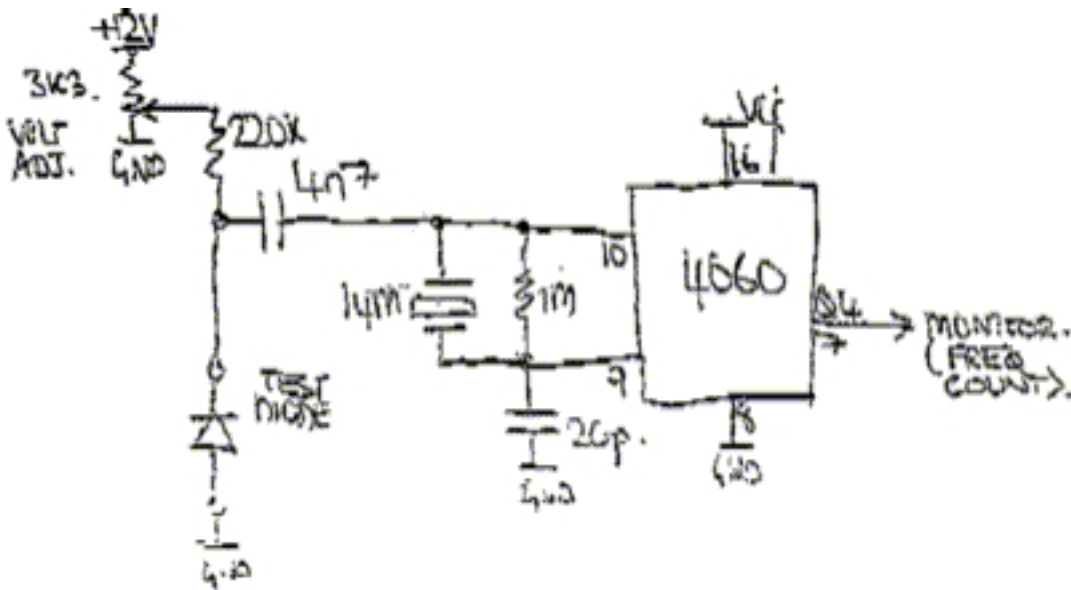 +12V
3K3.
VOLT
ADJ.
GND
220K
4n7
Vcc
16
10
4060
14M
1M
Q4
7
MONITOR.
(FREQ
COUNT).
9
TEST
DIODE
8
GND
GND
GND